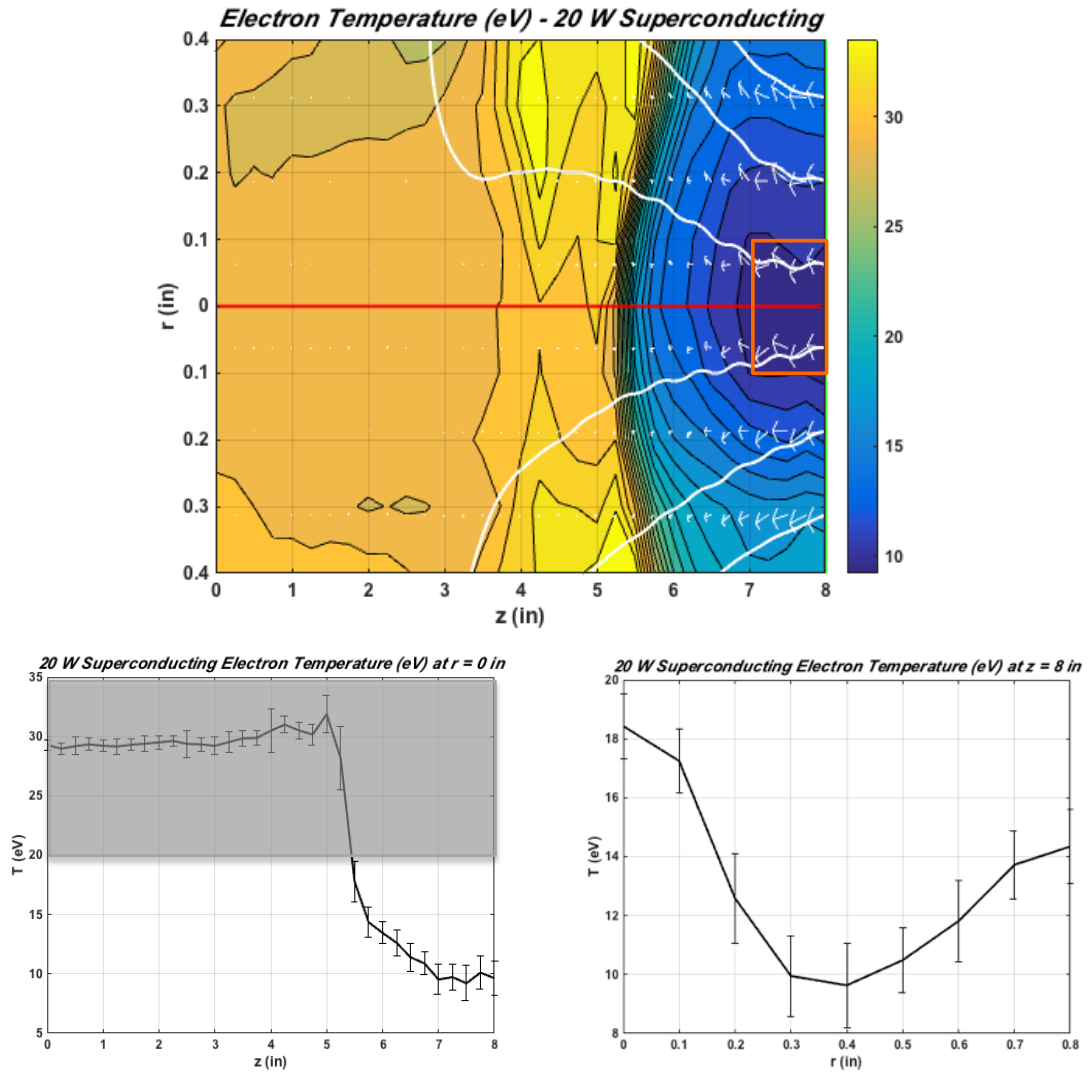 Electron Temperature (eV) - 20 W Superconducting
0.4
0.3
0.2
0.1
0
0.1
0.2
0.3
0.4
r (in)
0 1 2 3 4 5 6 7 8
z (in)
30
25
20
15
10
20 W Superconducting Electron Temperature (eV) at r = 0 in
35
30
25
20
15
10
5
T (eV)
0 1 2 3 4 5 6 7 8
z (in)
20 W Superconducting Electron Temperature (eV) at z = 8 in
20
18
16
14
12
10
8
T (eV)
0 0.1 0.2 0.3 0.4 0.5 0.6 0.7 0.8
r (in)